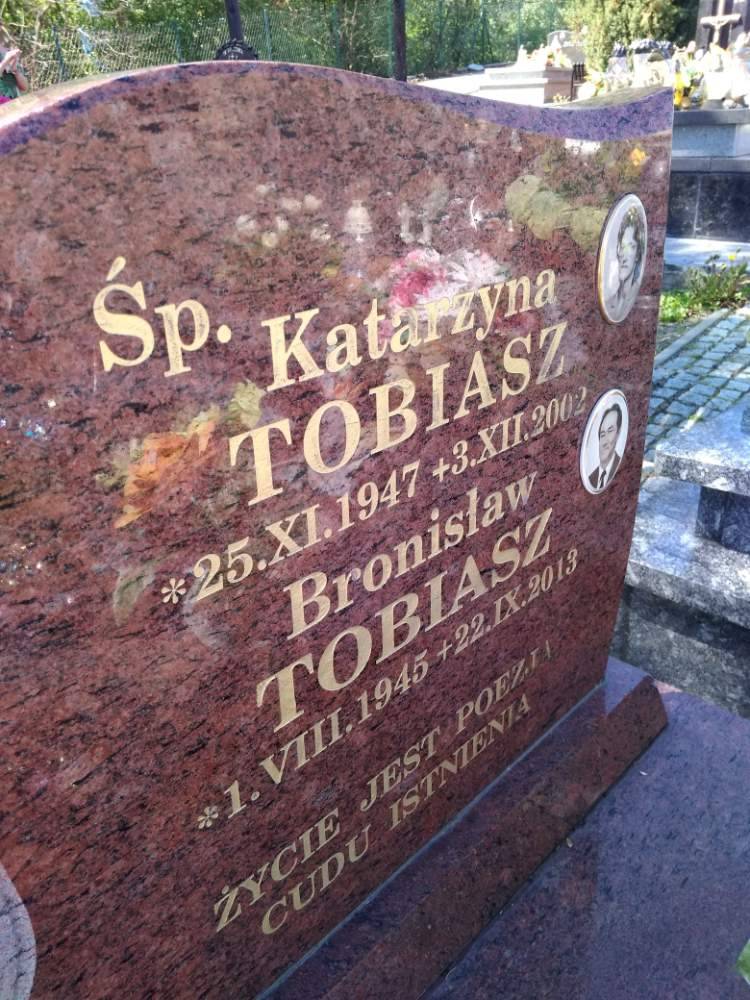 Śp. Katarzyna
TOBIASZ
*25.XI.1947 +3.XII.2002
Bronisław
TOBIASZ
*1.VIII.1945 +22.IX.2013
ŻYCIE JEST POEZJĄ
CUDU ISTNIENIA